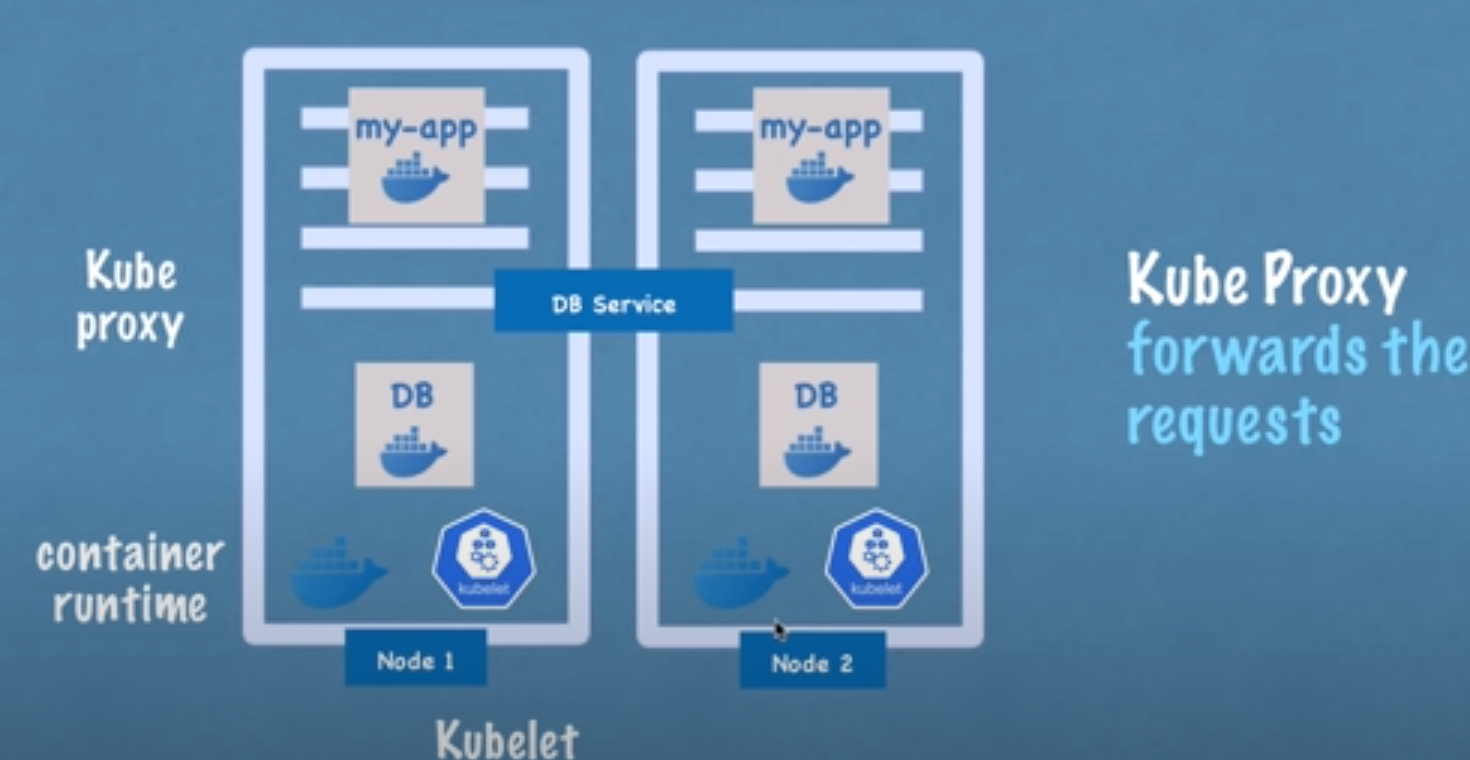 my-app
my-app
Kube
proxy
DB Service
Kube Proxy
forwards the
requests
DB
DB
container
runtime
kubelet
kubelet
Node 1
Node 2
Kubelet